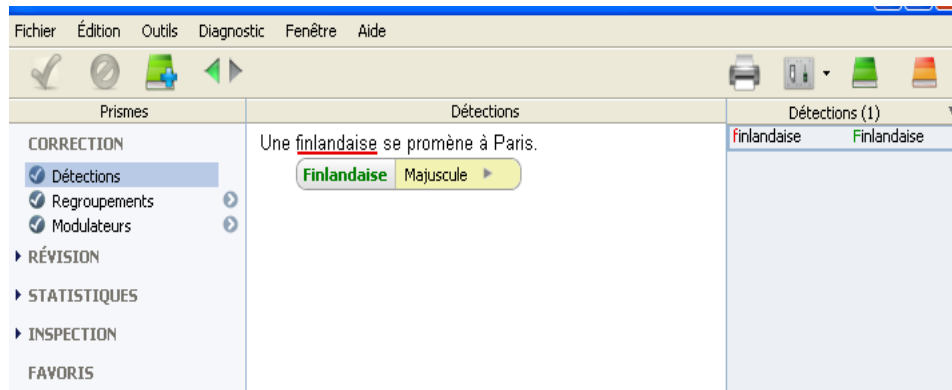 Fichier Édition Outils Diagnostic Fenêtre Aide
Prismes
CORRECTION
Détections
Regroupements
Modulateurs
RÉVISION
STATISTIQUES
INSPECTION
FAVORIS
Détections
Une finlandaise se promène à Paris.
Finlandaise Majuscule
Détections (1)
finlandaise Finlandaise